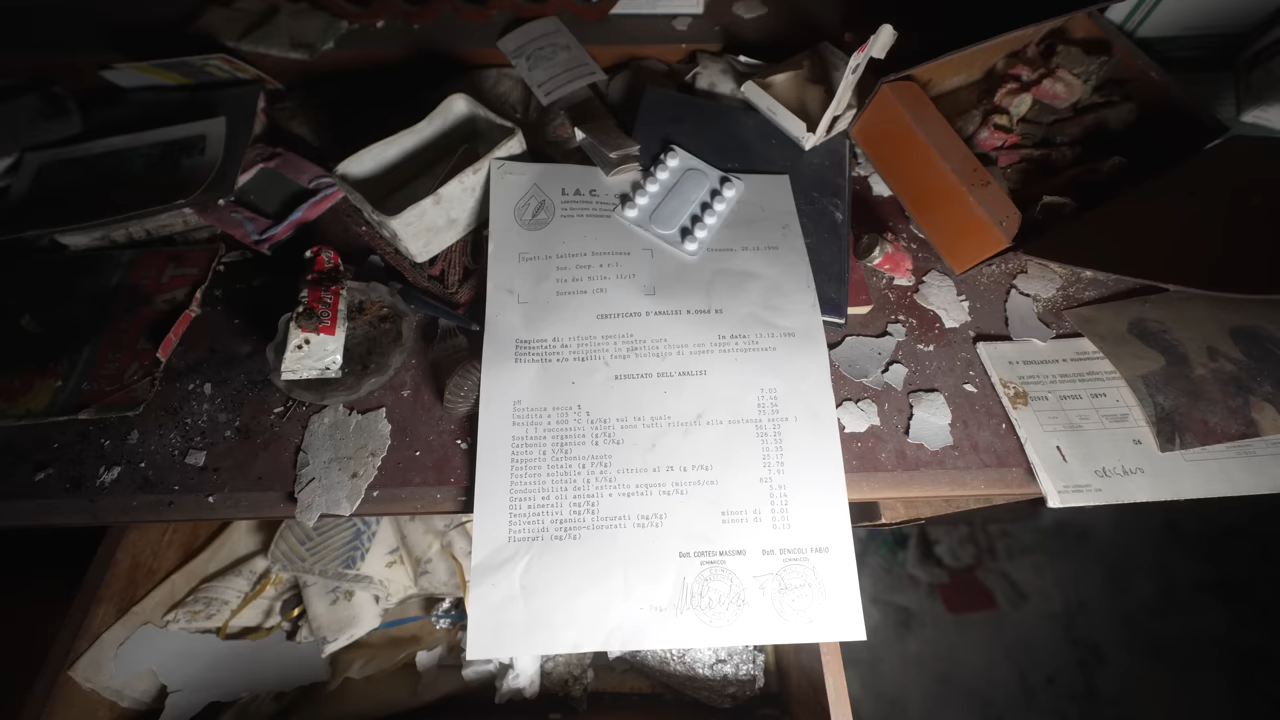 I. A. C. -
LABORATORIO D'ANALISI
Cremona, 20.12.1990
Spett.le Latteria Soresinese
Soc. Coop. a r.l.
Via dei Mille, 11/17
Soresina (CR)
CERTIFICATO D'ANALISI N.0968 RS
Campione di: rifiuto speciale
In data: 13.12.1990
Presentato da: prelievo a nostra cura
Contenitore: recipiente in plastica chiuso con tappo a vite
Etichette e/o sigilli: fango biologico di supero nastropressato
RISULTATO DELL'ANALISI
pH 7.03
Sostanza secca % 17.46
Umidita a 105 °C % 82.54
Residuo a 600 °C (g/Kg) sul tal quale 75.59
( I successivi valori sono tutti riferiti alla sostanza secca )
Sostanza organica (g/Kg) 561.23
Carbonio organico (g C/Kg) 326.29
Azoto (g N/Kg) 31.53
Rapporto Carbonio/Azoto 10.35
Fosforo totale (g P/Kg) 25.17
Fosforo solubile in ac. citrico al 2% (g P/Kg) 22.78
Potassio totale (g K/Kg) 7.91
Conducibilità dell'estratto acquoso (microS/cm) 825
Grassi ed oli animali e vegetali (mg/Kg) 5.91
Oli minerali (mg/Kg) 0.14
Tensioattivi (mg/Kg) 0.12
Solventi organici clorurati (mg/Kg) minori di 0.01
Pesticidi organo-clorurati (mg/Kg) minori di 0.01
Fluoruri (mg/Kg) 0.13
Dott. CORTESI MASSIMO
(CHIMICO)
Dott. DENICOLI FABIO
(CHIMICO)
ORIGANO